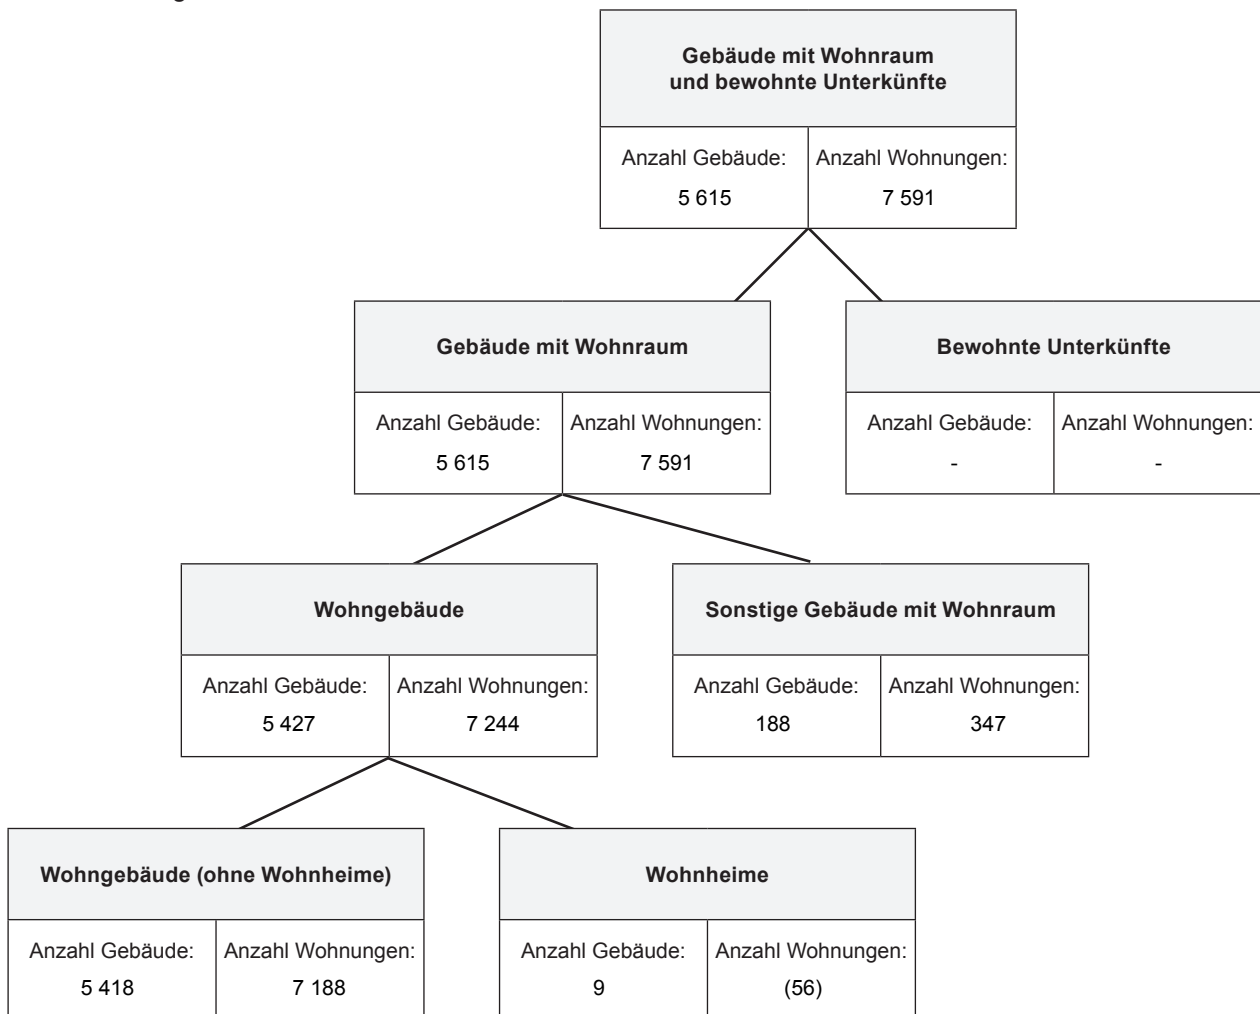 Gebäude mit Wohnraum
und bewohnte Unterkünfte
Anzahl Gebäude: Anzahl Wohnungen:
5 615 7 591
Gebäude mit Wohnraum Bewohnte Unterkünfte
Anzahl Gebäude: Anzahl Wohnungen: Anzahl Gebäude: Anzahl Wohnungen:
5 615 7 591 - -
Wohngebäude Sonstige Gebäude mit Wohnraum
Anzahl Gebäude: Anzahl Wohnungen: Anzahl Gebäude: Anzahl Wohnungen:
5 427 7 244 188 347
Wohngebäude (ohne Wohnheime) Wohnheime
Anzahl Gebäude: Anzahl Wohnungen: Anzahl Gebäude: Anzahl Wohnungen:
5 418 7 188 9 (56)